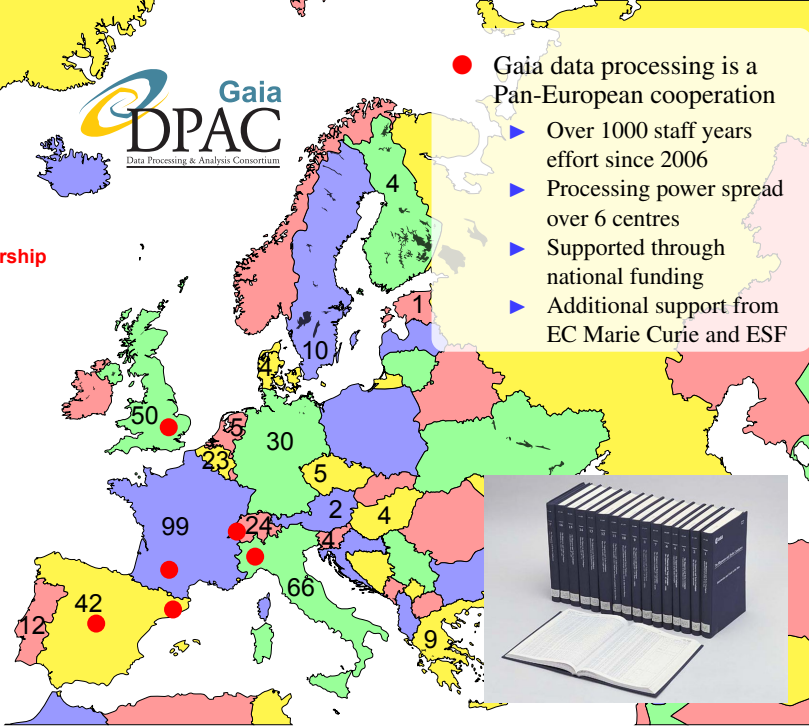 Gaia
DPAC
Data Processing & Analysis Consortium
Gaia data processing is a
Pan-European cooperation
Over 1000 staff years
effort since 2006
Processing power spread
over 6 centres
Supported through
national funding
Additional support from
EC Marie Curie and ESF
rship
4
1
10
4
50
5
30
23
5
2
99
24
4
4
66
42
12
9